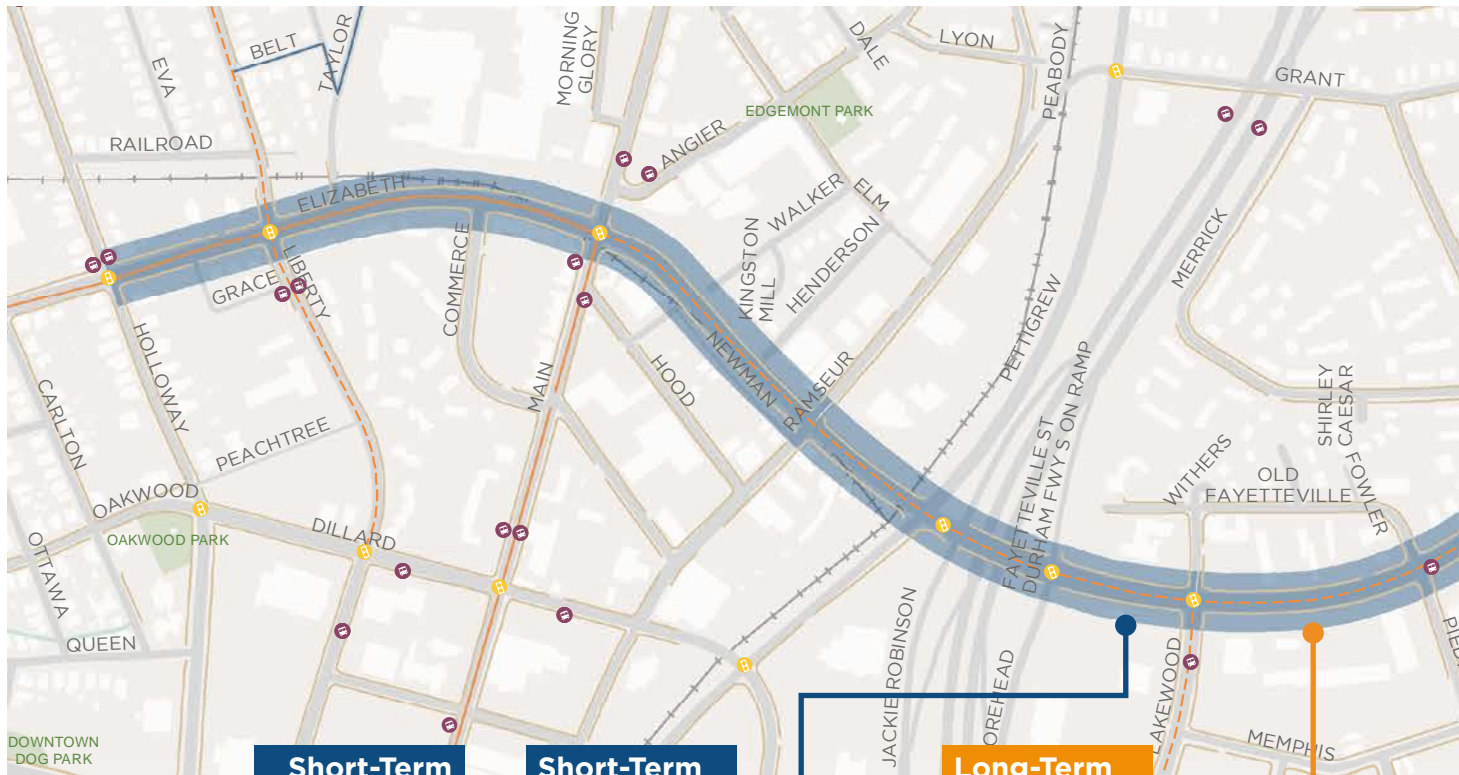 BELT
TAYLOR
EVA
MORNING
GLORY
DALE
LYON
PEABODY
GRANT
EDGEMONT PARK
RAILROAD
ANGIER
ELIZABETH
WALKER
ELM
MERRICK
GRACE
LIBERTY
COMMERCE
KINGSTON
MILL
HENDERSON
HOLLOWAY
NEWMAN
PETTIGREW
CARLTON
MAIN
HOOD
RAMSEUR
FAYETTEVILLE ST
DURHAM FWY S ON RAMP
SHIRLEY
CAESAR
PEACHTREE
WITHERS
OLD
FAYETTEVILLE
FOWLER
OAKWOOD
DILLARD
OAKWOOD PARK
OTTAWA
QUEEN
JACKIE ROBINSON
OREHEAD
LAKEWOOD
PIED
MEMPHIS
DOWNTOWN
DOG PARK
Short-Term
Short-Term
Long-Term